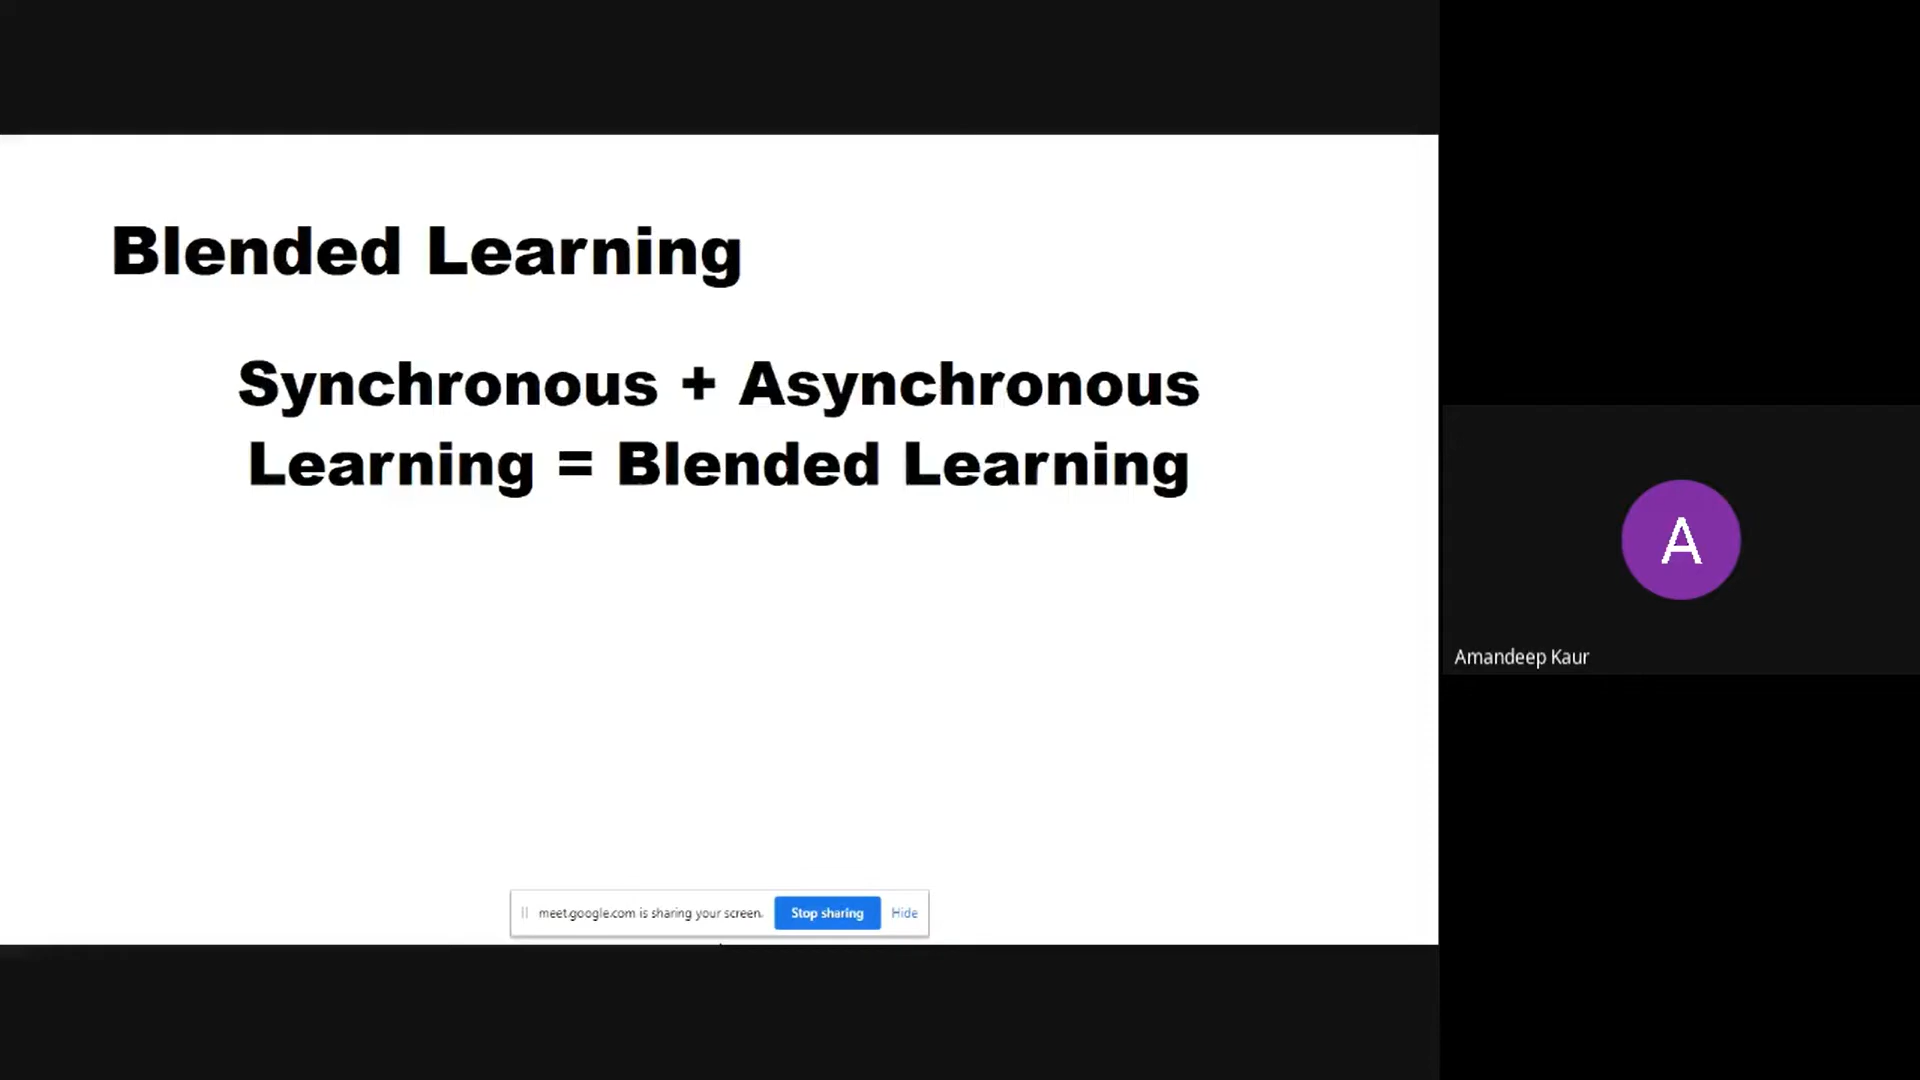 Blended Learning
Synchronous + Asynchronous
Learning = Blended Learning
meet.google.com is sharing your screen. Stop sharing Hide
A
Amandeep Kaur